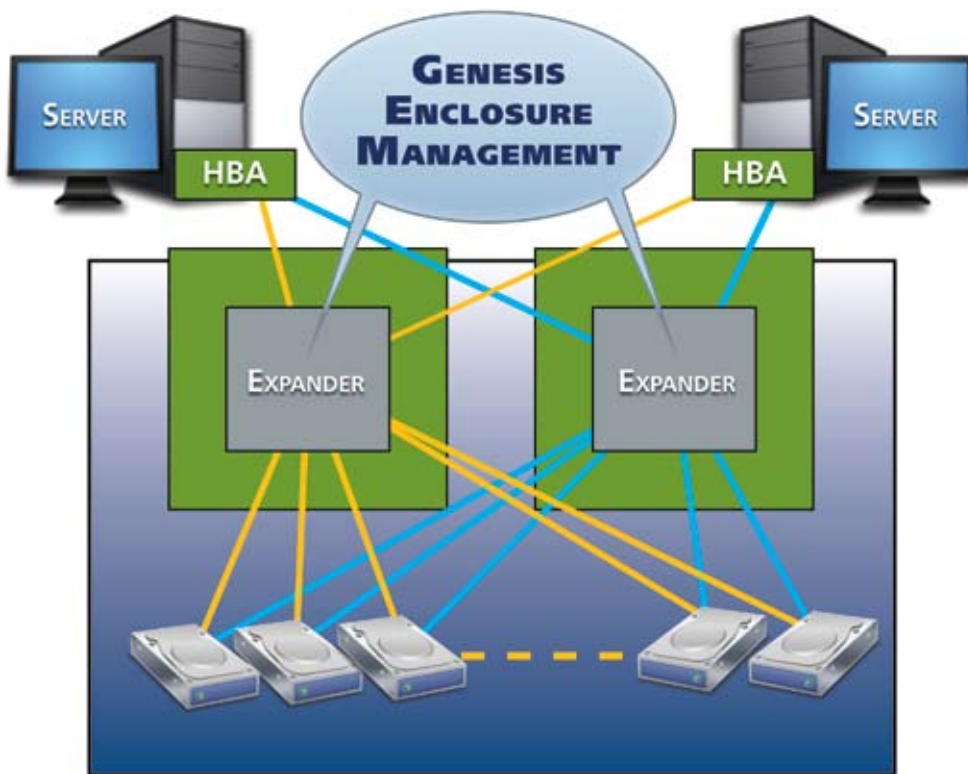 GENESIS
ENCLOSURE
MANAGEMENT
SERVER
SERVER
HBA
HBA
EXPANDER
EXPANDER